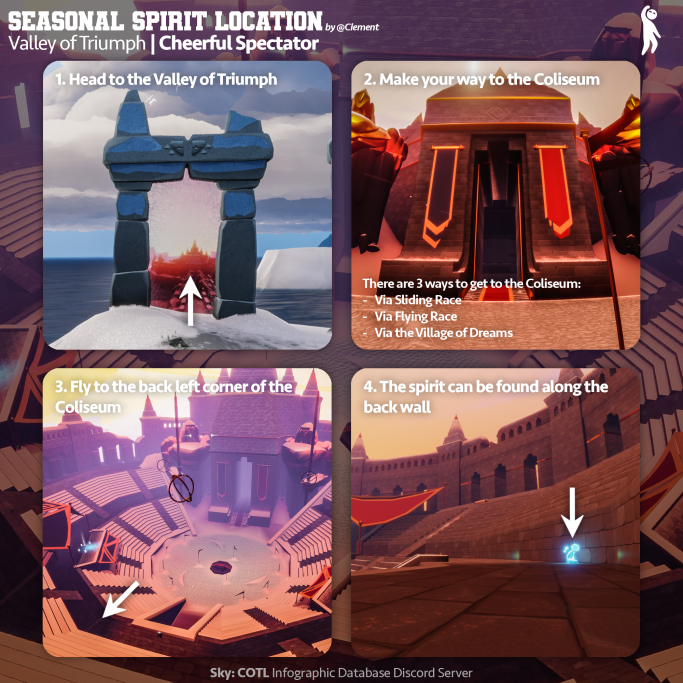 SEASONAL SPIRIT LOCATION by @Clement
Valley of Triumph | Cheerful Spectator
1. Head to the Valley of Triumph
2. Make your way to the Coliseum
There are 3 ways to get to the Coliseum:
- Via Sliding Race
- Via Flying Race
- Via the Village of Dreams
3. Fly to the back left corner of the
Coliseum
4. The spirit can be found along the
back wall
Sky: COTL Infographic Database Discord Server